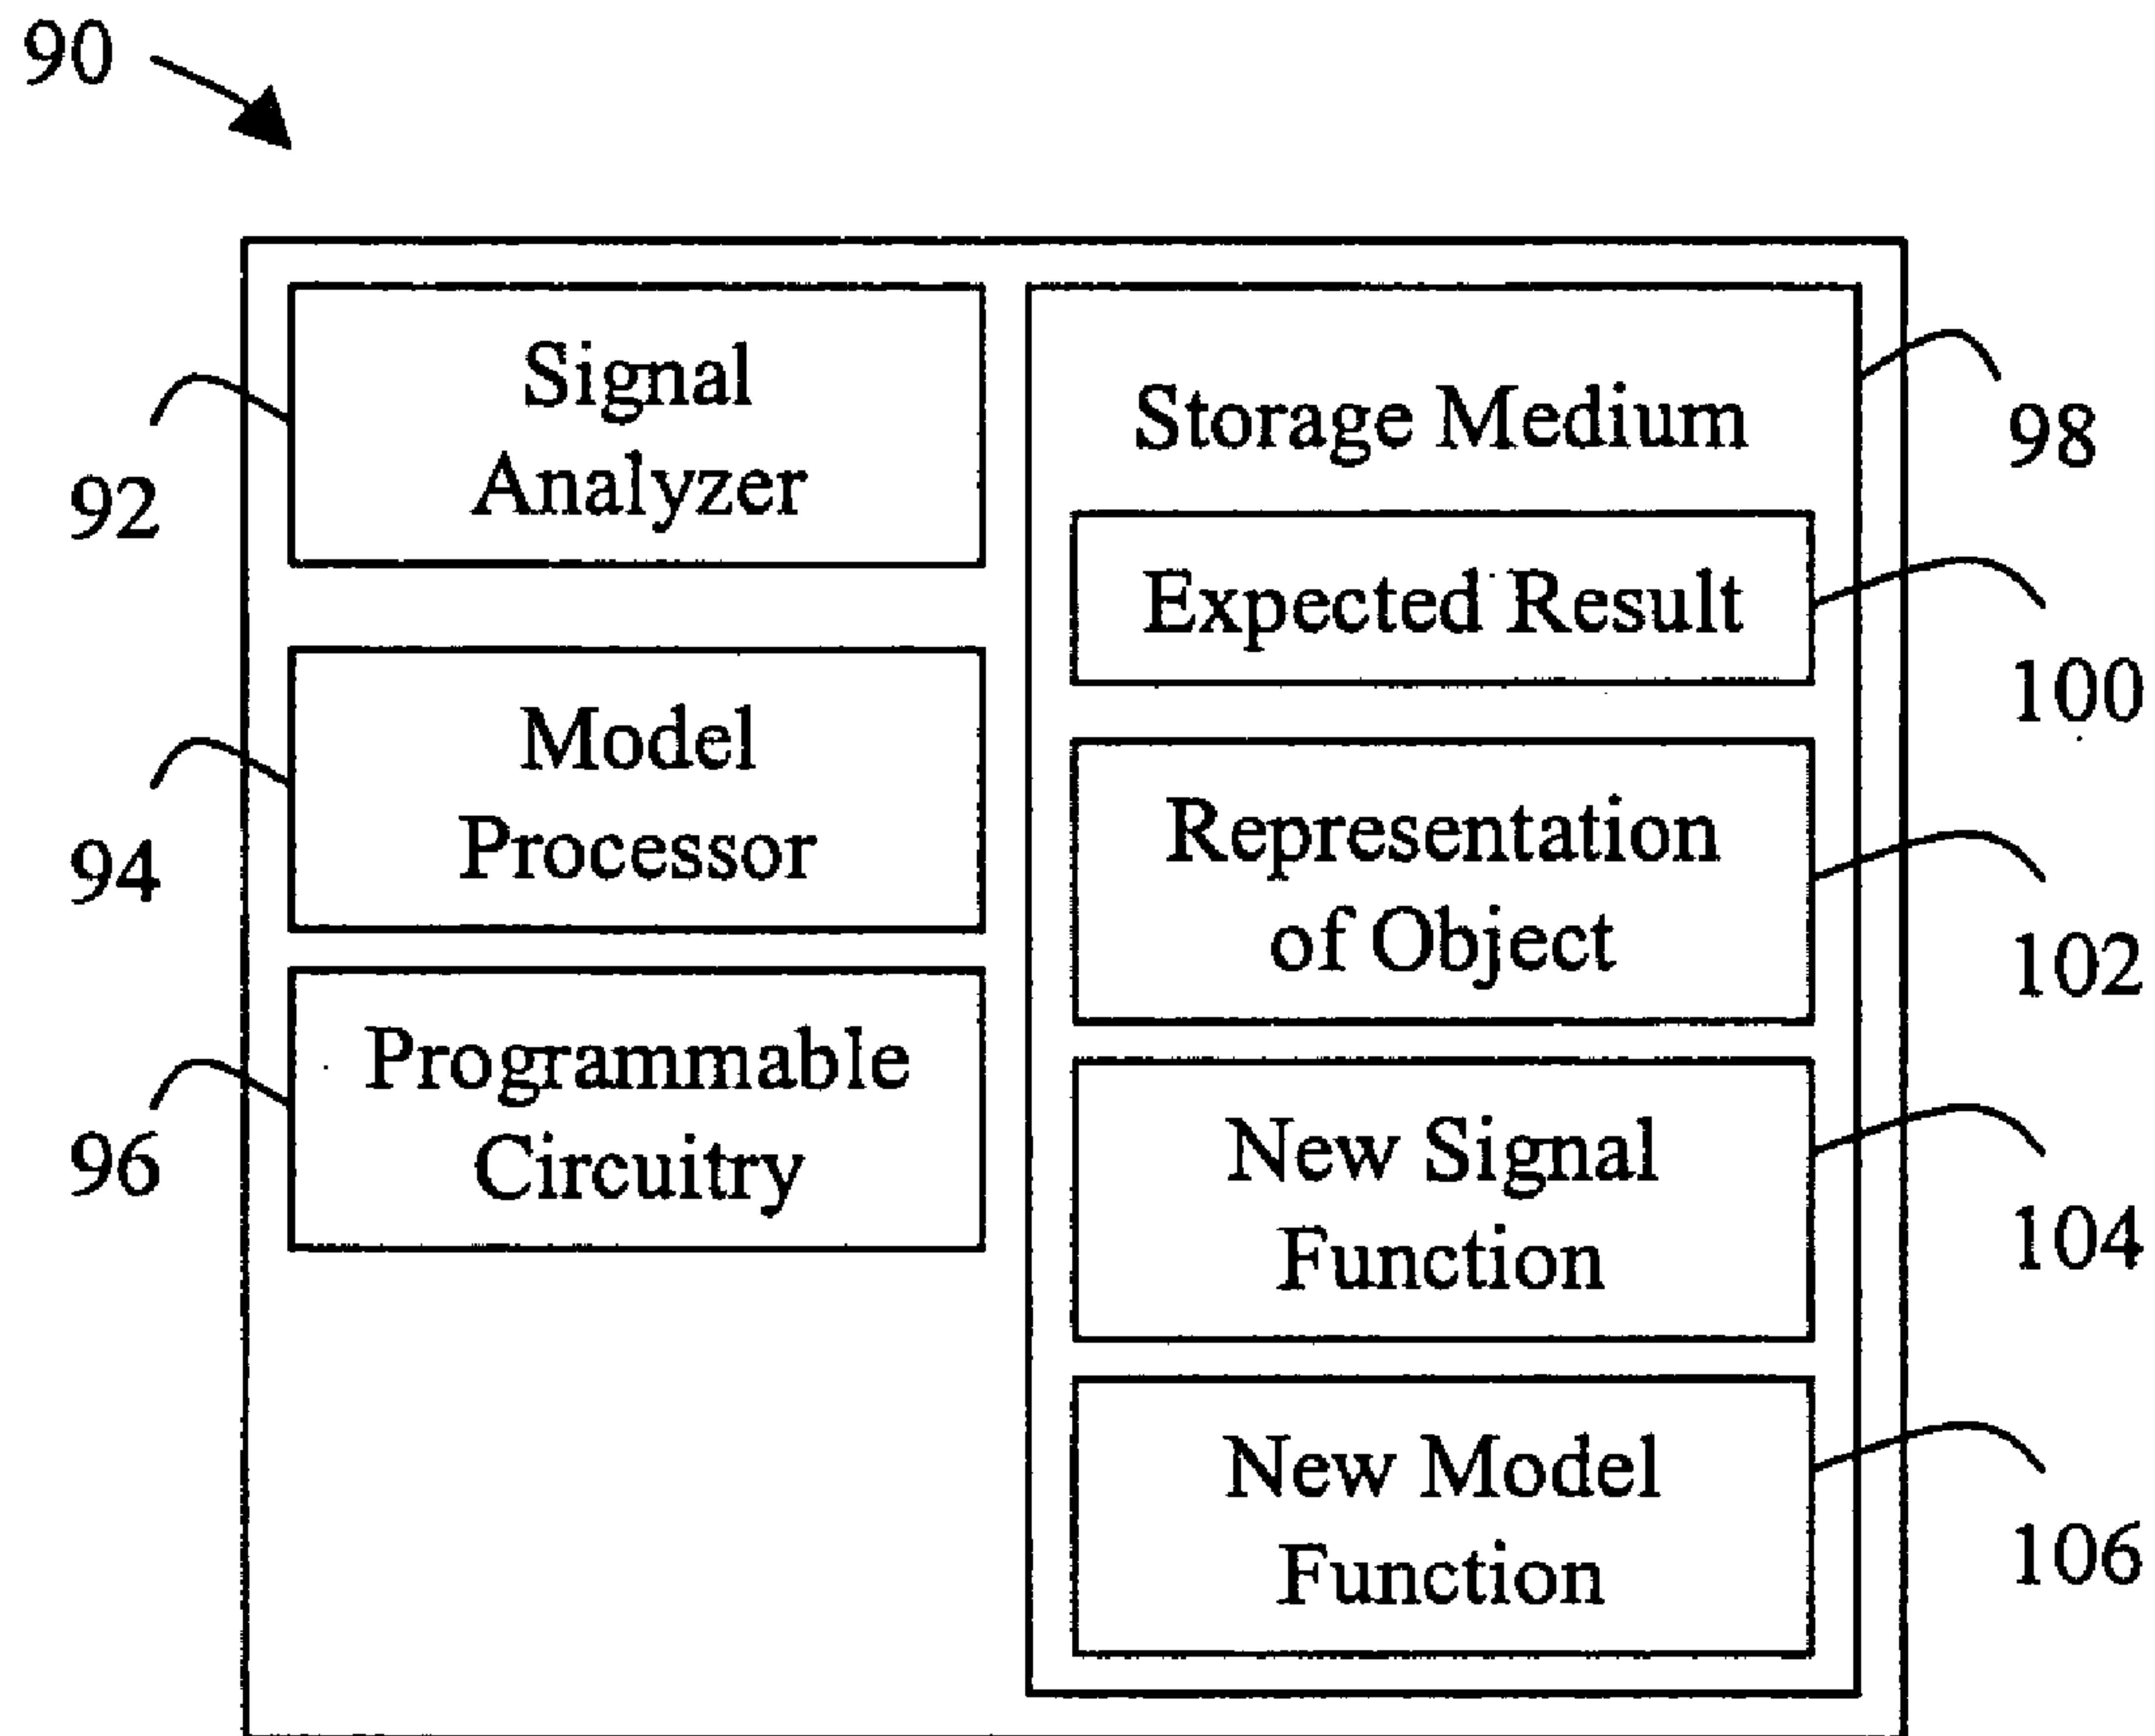 90
Signal
Analyzer
92
Model
Processor
94
Programmable
Circuitry
96
Storage Medium
98
Expected Result
100
Representation
of Object
102
New Signal
Function
104
New Model
Function
106